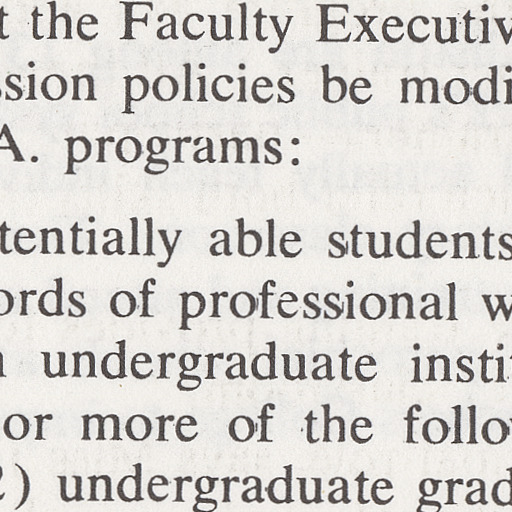 t the Faculty Executiv
ssion policies be modi
A. programs:
tentially able students
ords of professional w
n undergraduate instit
or more of the follow
2) undergraduate grad